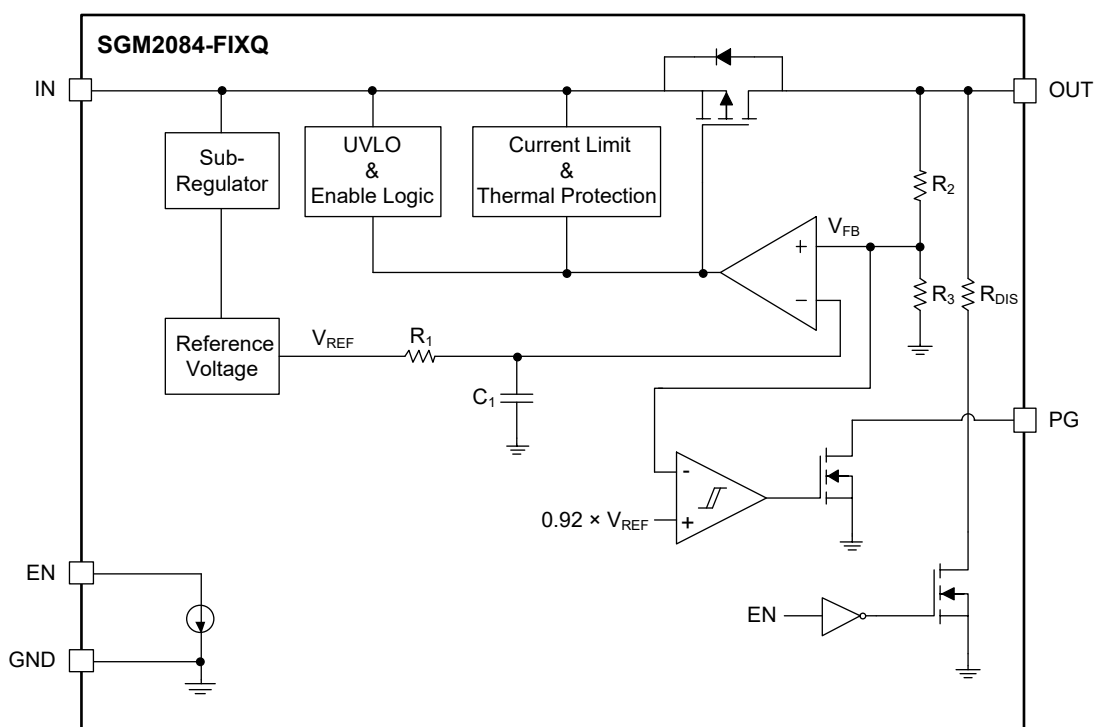 SGM2084-FIXQ
IN
OUT
Sub-
Regulator
UVLO
&
Enable Logic
Current Limit
&
Thermal Protection
R2
VFB
+
−
R3
RDIS
Reference
Voltage
VREF
R1
C1
PG
-
0.92 × VREF
+
EN
EN
GND